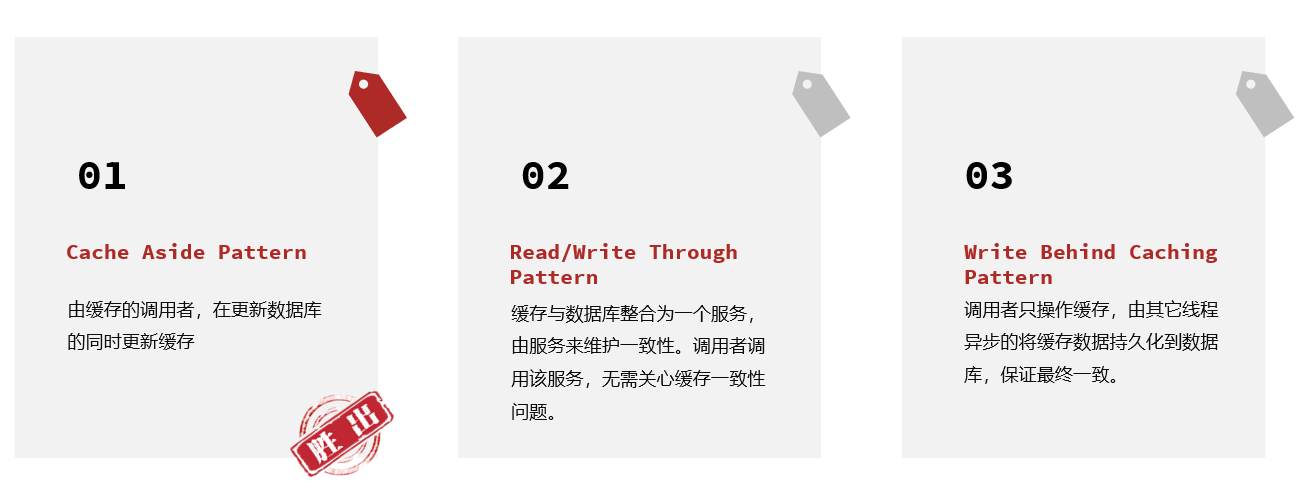 01
Cache Aside Pattern
由缓存的调用者，在更新数据库
的同时更新缓存
胜出
02
Read/Write Through
Pattern
缓存与数据库整合为一个服务，
由服务来维护一致性。调用者调
用该服务，无需关心缓存一致性
问题。
03
Write Behind Caching
Pattern
调用者只操作缓存，由其它线程
异步的将缓存数据持久化到数据
库，保证最终一致。